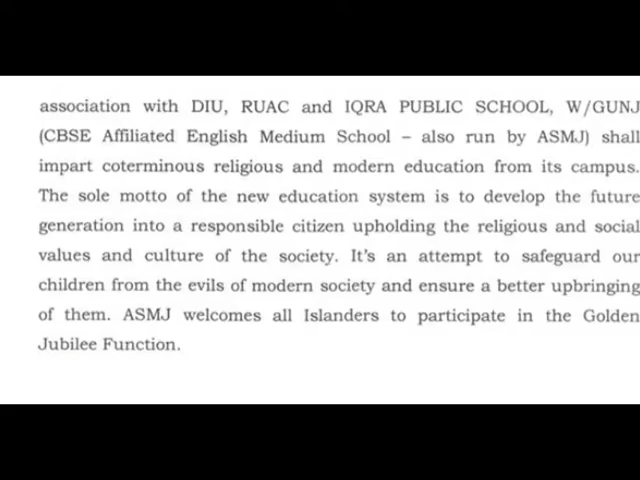 association with DIU, RUAC and IQRA PUBLIC SCHOOL, W/GUNJ
(CBSE Affiliated English Medium School – also run by ASMJ) shall
impart coterminous religious and modern education from its campus.
The sole motto of the new education system is to develop the future
generation into a responsible citizen upholding the religious and social
values and culture of the society. It's an attempt to safeguard our
children from the evils of modern society and ensure a better upbringing
of them. ASMJ welcomes all Islanders to participate in the Golden
Jubilee Function.